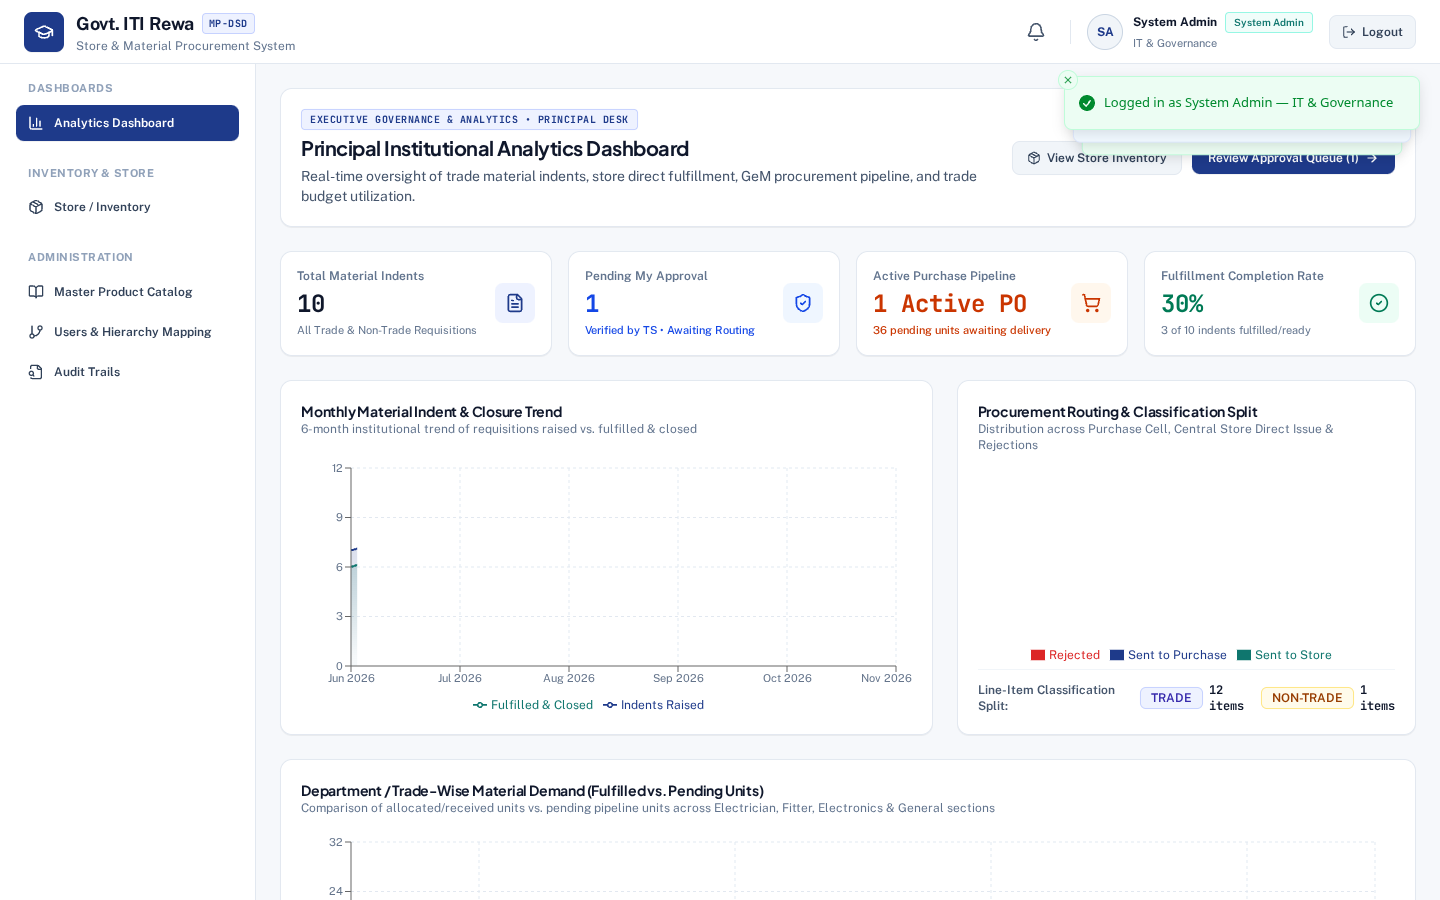 Govt. ITI Rewa
MP-DSD
Store & Material Procurement System
SA
System Admin
System Admin
IT & Governance
Logout
DASHBOARDS
Analytics Dashboard
INVENTORY & STORE
Store / Inventory
ADMINISTRATION
Master Product Catalog
Users & Hierarchy Mapping
Audit Trails
Logged in as System Admin — IT & Governance
EXECUTIVE GOVERNANCE & ANALYTICS • PRINCIPAL DESK
Principal Institutional Analytics Dashboard
Real-time oversight of trade material indents, store direct fulfillment, GeM procurement pipeline, and trade
budget utilization.
View Store Inventory
Review Approval Queue (1)
Total Material Indents
10
All Trade & Non-Trade Requisitions
Pending My Approval
1
Verified by TS • Awaiting Routing
Active Purchase Pipeline
1 Active PO
36 pending units awaiting delivery
Fulfillment Completion Rate
30%
3 of 10 indents fulfilled/ready
Monthly Material Indent & Closure Trend
6-month institutional trend of requisitions raised vs. fulfilled & closed
12
9
6
3
0
Jun 2026
Jul 2026
Aug 2026
Sep 2026
Oct 2026
Nov 2026
Fulfilled & Closed
Indents Raised
Procurement Routing & Classification Split
Distribution across Purchase Cell, Central Store Direct Issue &
Rejections
Rejected
Sent to Purchase
Sent to Store
Line-Item Classification
Split:
TRADE
12
items
NON-TRADE
1
items
Department / Trade-Wise Material Demand (Fulfilled vs. Pending Units)
Comparison of allocated/received units vs. pending pipeline units across Electrician, Fitter, Electronics & General sections
32
24